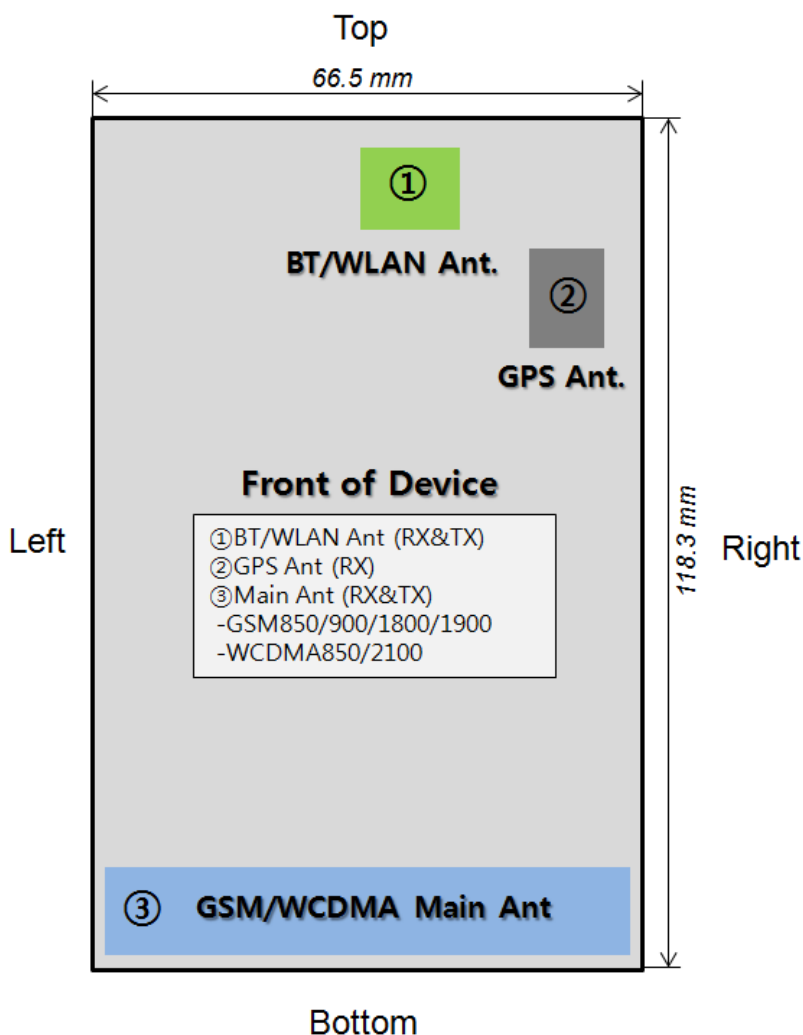 Top
66.5 mm
①
BT/WLAN Ant.
②
GPS Ant.
Front of Device
①BT/WLAN Ant (RX&TX)
②GPS Ant (RX)
③Main Ant (RX&TX)
-GSM850/900/1800/1900
-WCDMA850/2100
Left
118.3 mm
Right
③ GSM/WCDMA Main Ant
Bottom